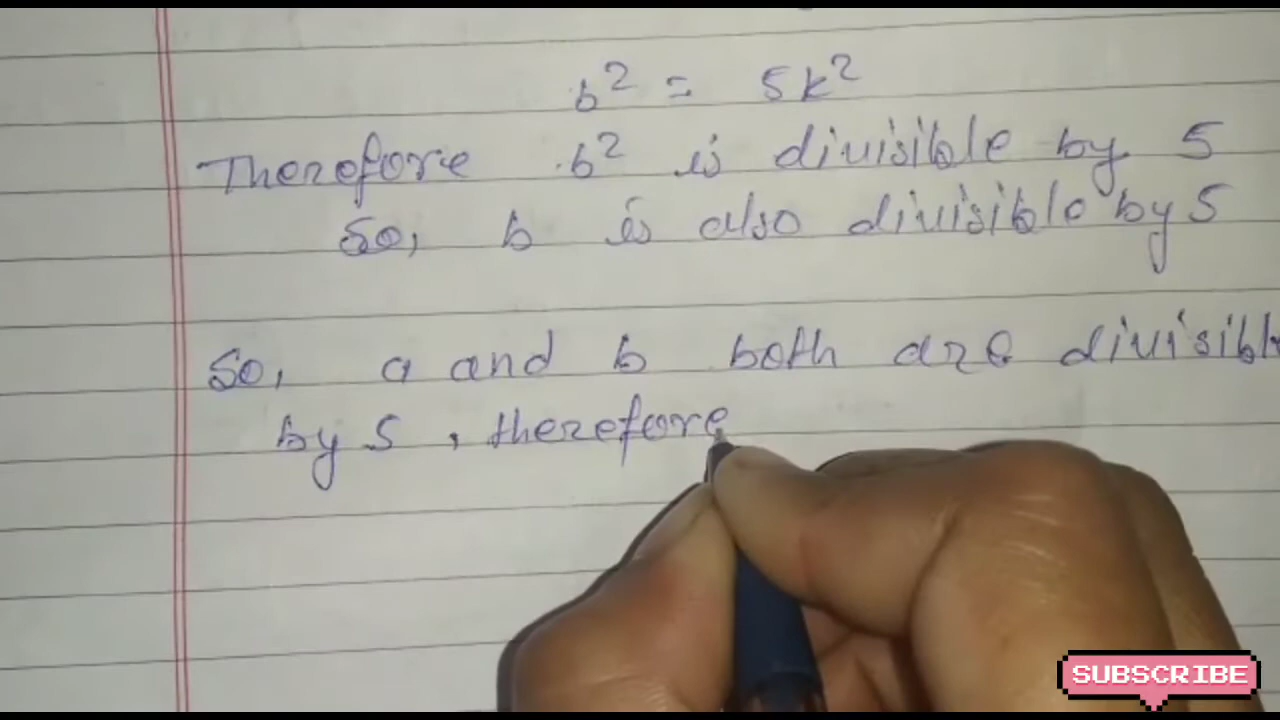 b² = 5k²
Therefore b² is divisible by 5
So, b is also divisible by 5
So, a and b both are divisibl
by 5, therefore
SUBSCRIBE